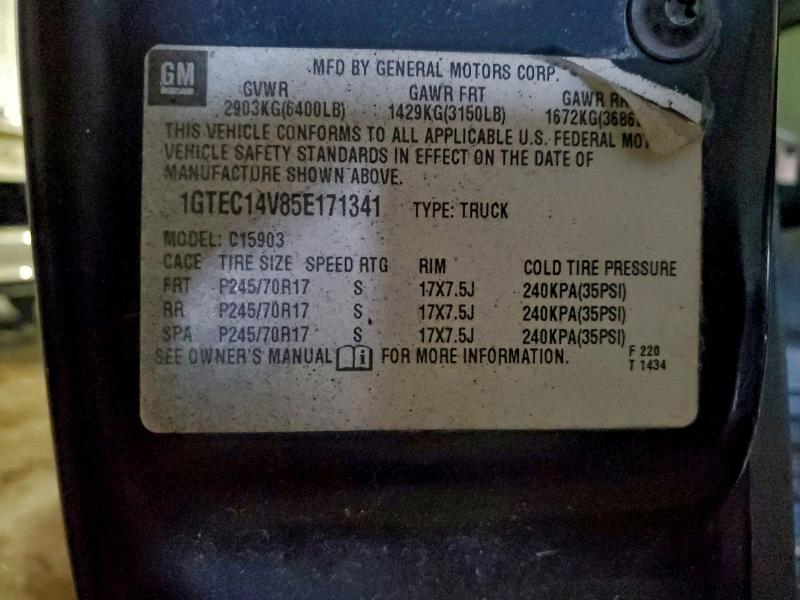 GM
MFD BY GENERAL MOTORS CORP.
GVWR GAWR FRT GAWR RR
2903KG(6400LB) 1429KG(3150LB) 1672KG(3686
THIS VEHICLE CONFORMS TO ALL APPLICABLE U.S. FEDERAL
VEHICLE SAFETY STANDARDS IN EFFECT ON THE DATE OF
MANUFACTURE SHOWN ABOVE.
1GTEC14V85E171341 TYPE: TRUCK
MODEL: C15903
CACE TIRE SIZE SPEED RTG RIM COLD TIRE PRESSURE
FRT P245/70R17 S 17X7.5J 240KPA(35PSI)
RR P245/70R17 S 17X7.5J 240KPA(35PSI)
SPA P245/70R17 S 17X7.5J 240KPA(35PSI)
SEE OWNER'S MANUAL FOR MORE INFORMATION.
F 220
T 1434